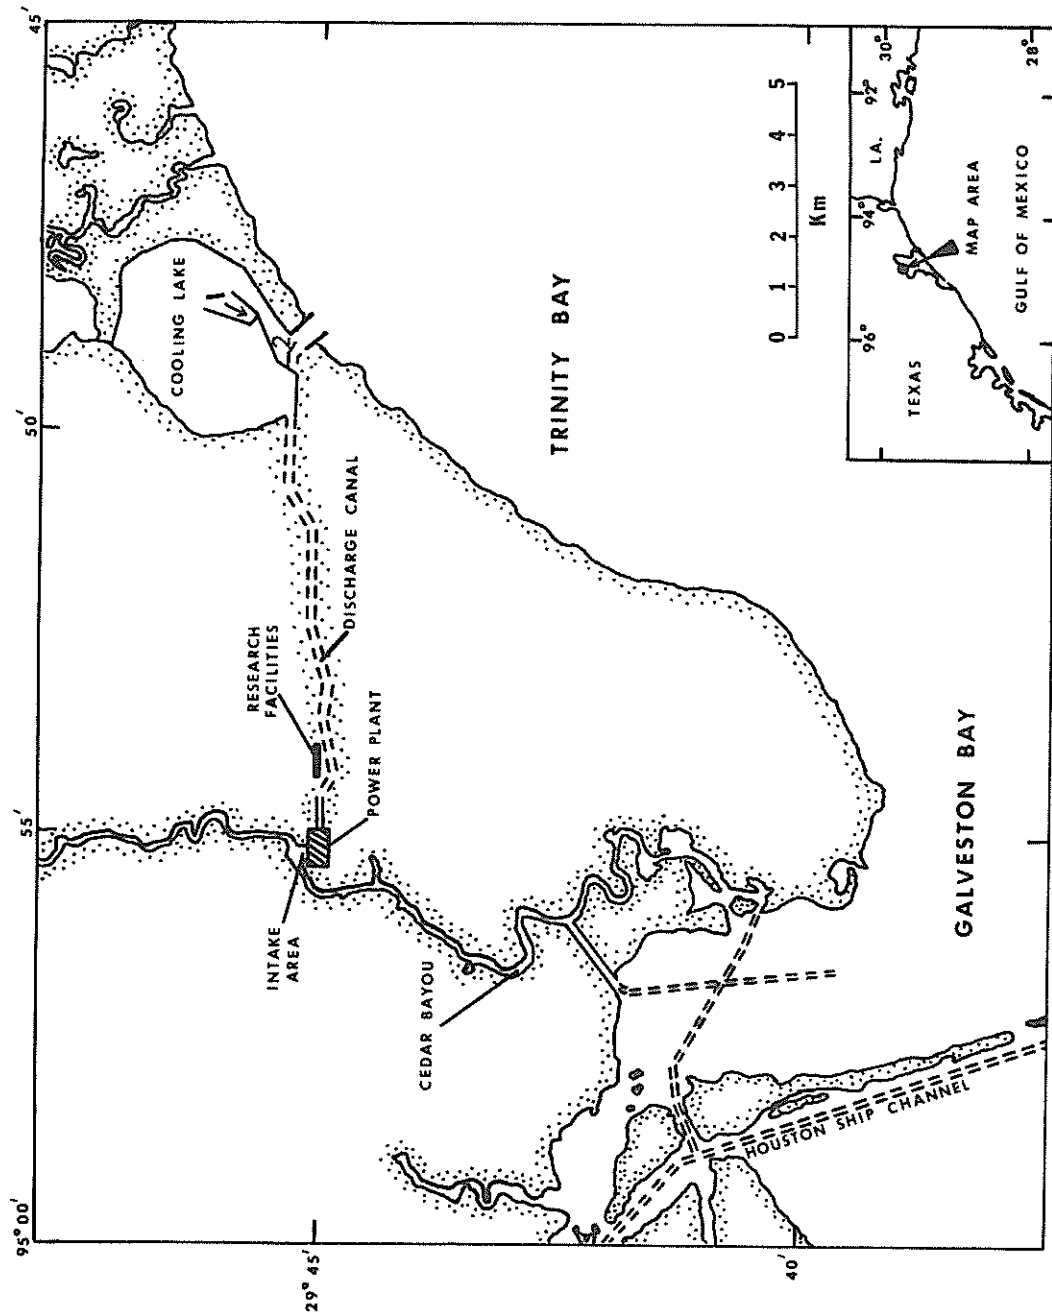 95° 00'
55'
50'
45'
29° 45'
40'
COOLING LAKE
RESEARCH
FACILITIES
DISCHARGE CANAL
POWER PLANT
INTAKE
AREA
CEDAR BAYOU
TRINITY BAY
GALVESTON BAY
HOUSTON SHIP CHANNEL
0 1 2 3 4 5
Km
TEXAS
LA.
96° 94° 92°
30°
28°
MAP AREA
GULF OF MEXICO